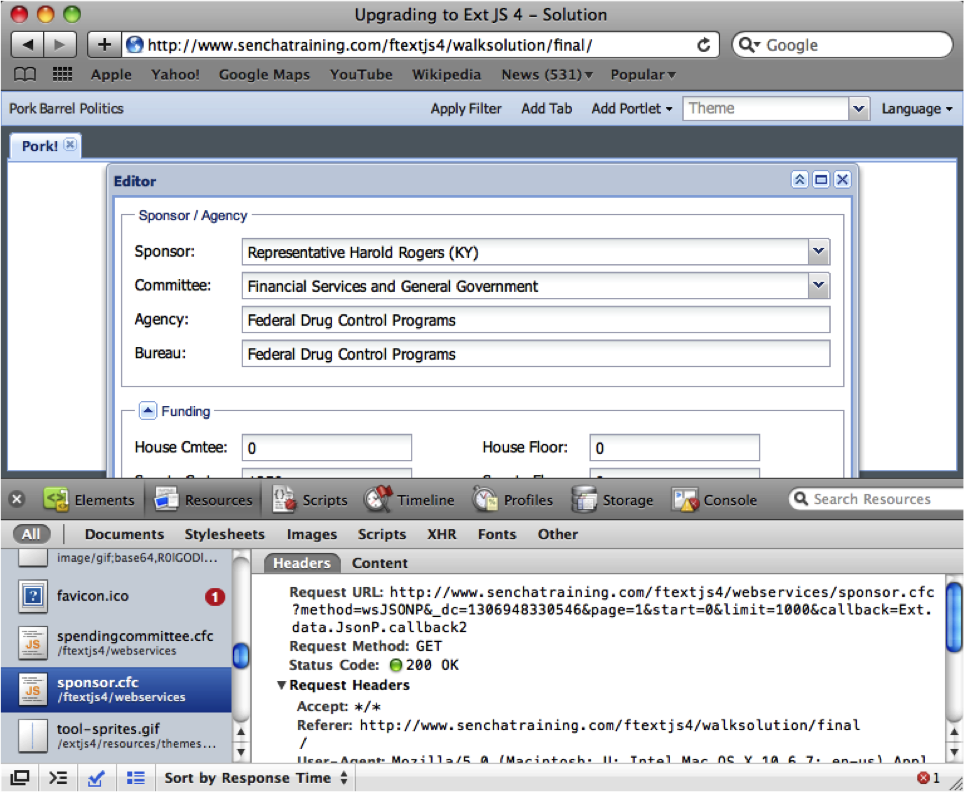 Upgrading to Ext JS 4 – Solution
http://www.senchatraining.com/ftextjs4/walksolution/final/
Google
Apple Yahoo! Google Maps YouTube Wikipedia News (531)▾ Popular▾
Pork Barrel Politics Apply Filter Add Tab Add Portlet Theme Language
Pork!
Editor
Sponsor / Agency
Sponsor: Representative Harold Rogers (KY)
Committee: Financial Services and General Government
Agency: Federal Drug Control Programs
Bureau: Federal Drug Control Programs
Funding
House Cmtee: 0 House Floor: 0
Elements Resources Scripts Timeline Profiles Storage Console Search Resources
All Documents Stylesheets Images Scripts XHR Fonts Other
image/gif;base64,R0lGODl...
favicon.ico 1
JS spendingcommittee.cfc
/ftextjs4/webservices
JS sponsor.cfc
/ftextjs4/webservices
tool-sprites.gif
/extjs4/resources/themes...
Headers Content
Request URL: http://www.senchatraining.com/ftextjs4/webservices/sponsor.cfc
?method=wsJSONP&_dc=1306948330546&page=1&start=0&limit=1000&callback=Ext.
data.JsonP.callback2
Request Method: GET
Status Code: 200 OK
Request Headers
Accept: */*
Referer: http://www.senchatraining.com/ftextjs4/walksolution/final
/
User-Agent: Mozilla/5.0 (Macintosh; U; Intel Mac OS X 10_6_7; en-us) Appl
Sort by Response Time 1